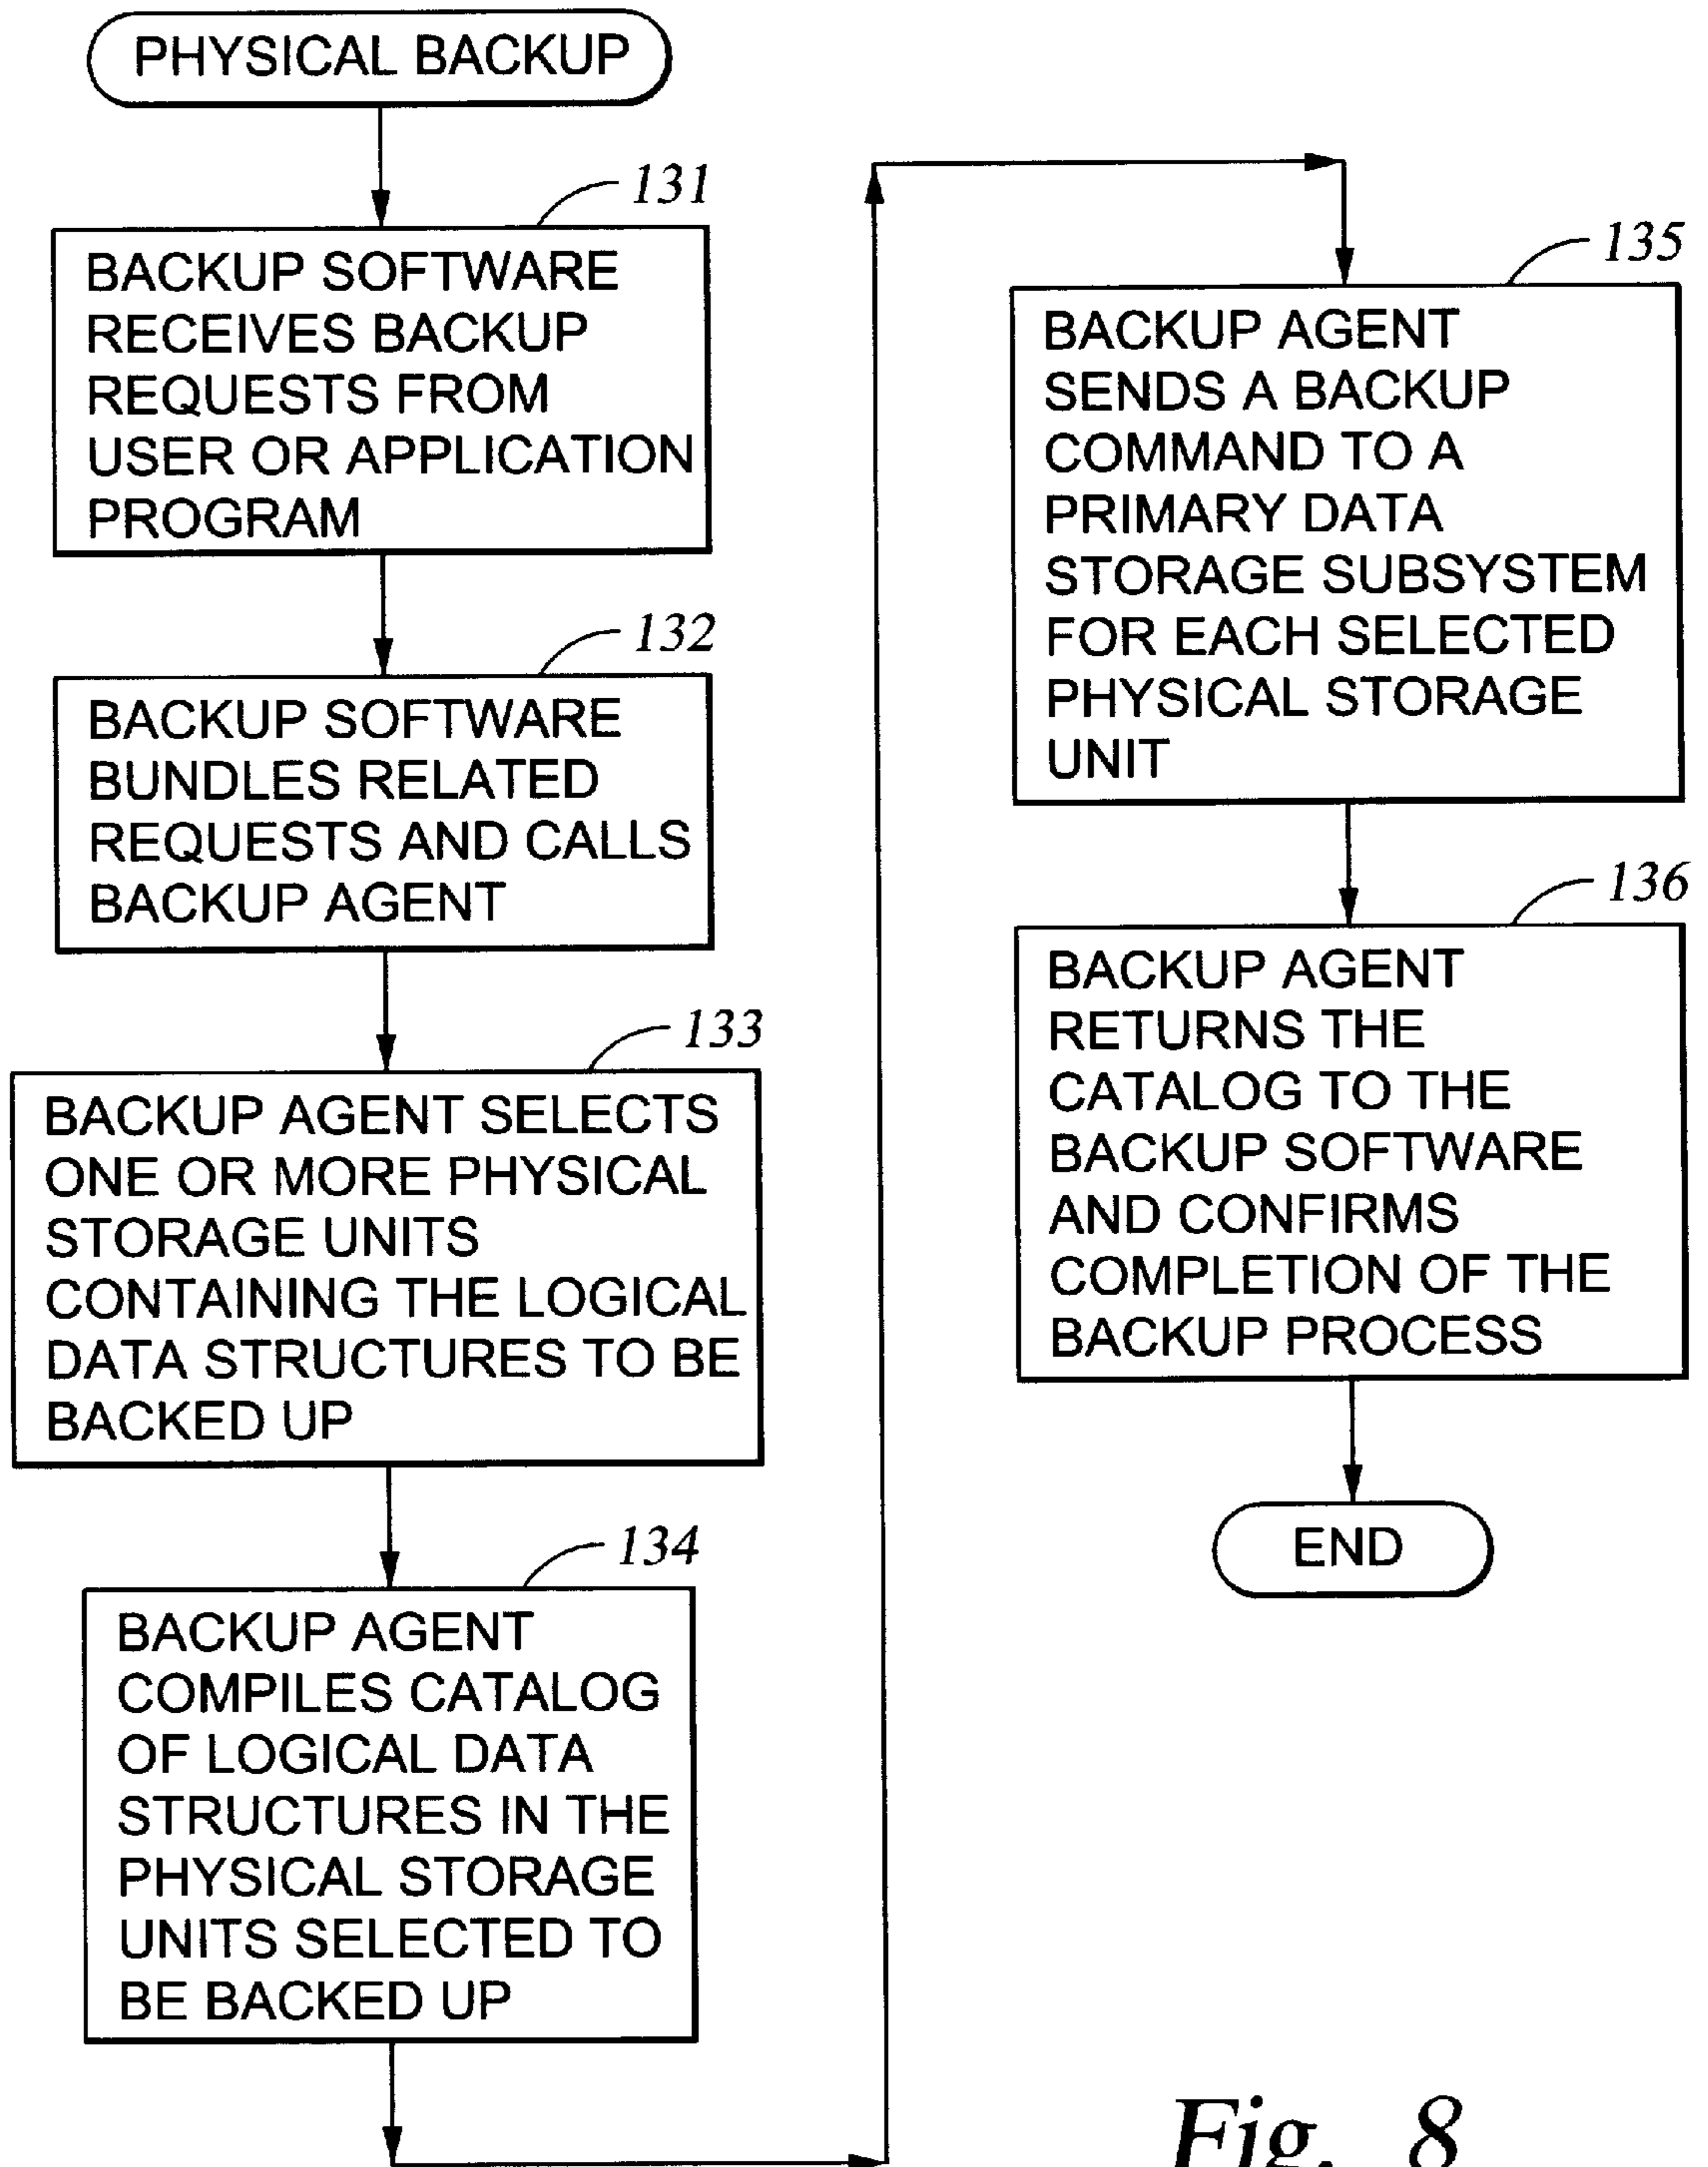 PHYSICAL BACKUP
131
BACKUP SOFTWARE
RECEIVES BACKUP
REQUESTS FROM
USER OR APPLICATION
PROGRAM
132
BACKUP SOFTWARE
BUNDLES RELATED
REQUESTS AND CALLS
BACKUP AGENT
133
BACKUP AGENT SELECTS
ONE OR MORE PHYSICAL
STORAGE UNITS
CONTAINING THE LOGICAL
DATA STRUCTURES TO BE
BACKED UP
134
BACKUP AGENT
COMPILES CATALOG
OF LOGICAL DATA
STRUCTURES IN THE
PHYSICAL STORAGE
UNITS SELECTED TO
BE BACKED UP
135
BACKUP AGENT
SENDS A BACKUP
COMMAND TO A
PRIMARY DATA
STORAGE SUBSYSTEM
FOR EACH SELECTED
PHYSICAL STORAGE
UNIT
136
BACKUP AGENT
RETURNS THE
CATALOG TO THE
BACKUP SOFTWARE
AND CONFIRMS
COMPLETION OF THE
BACKUP PROCESS
END
Fig. 8